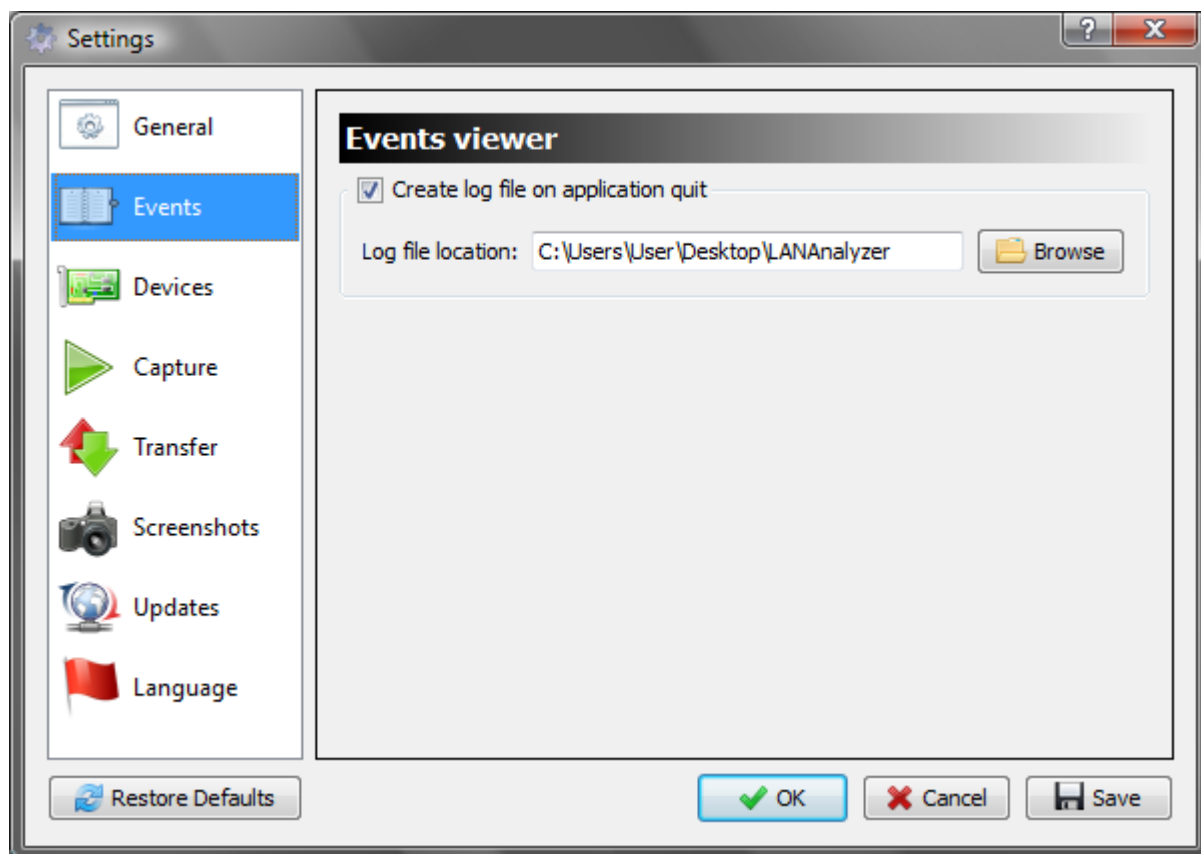 Settings
?
General
Events
Devices
Capture
Transfer
Screenshots
Updates
Language
Events viewer
Create log file on application quit
Log file location: C:\Users\User\Desktop\LANAnalyzer Browse
Restore Defaults OK Cancel Save